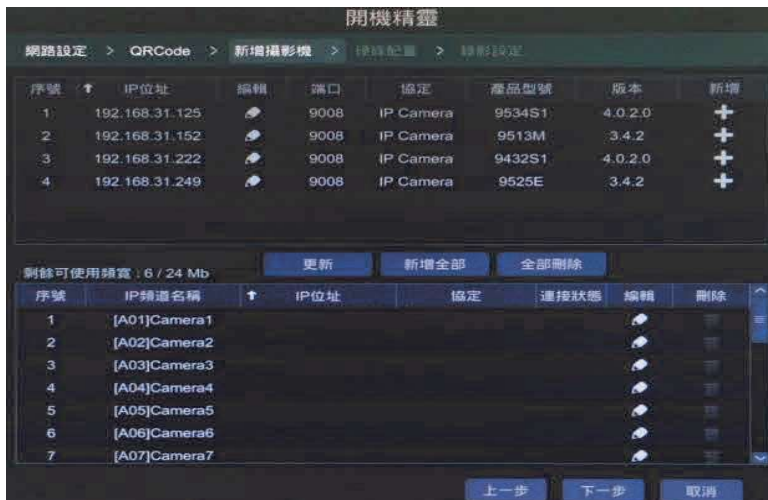 開機精靈
網路設定 > QRCode > 新增攝影機 > 硬碟配置 > 錄影設定
序號 ↑ IP位址 編輯 端口 協定 產品型號 版本 新增
1 192.168.31.125 9008 IP Camera 9534S1 4.0.2.0
2 192.168.31.152 9008 IP Camera 9513M 3.4.2
3 192.168.31.222 9008 IP Camera 9432S1 4.0.2.0
4 192.168.31.249 9008 IP Camera 9525E 3.4.2
剩餘可使用頻寬 : 6 / 24 Mb 更新 新增全部 全部刪除
序號 IP頻道名稱 ↑ IP位址 協定 連接狀態 編輯 刪除
1 [A01]Camera1
2 [A02]Camera2
3 [A03]Camera3
4 [A04]Camera4
5 [A05]Camera5
6 [A06]Camera6
7 [A07]Camera7
上一步 下一步 取消